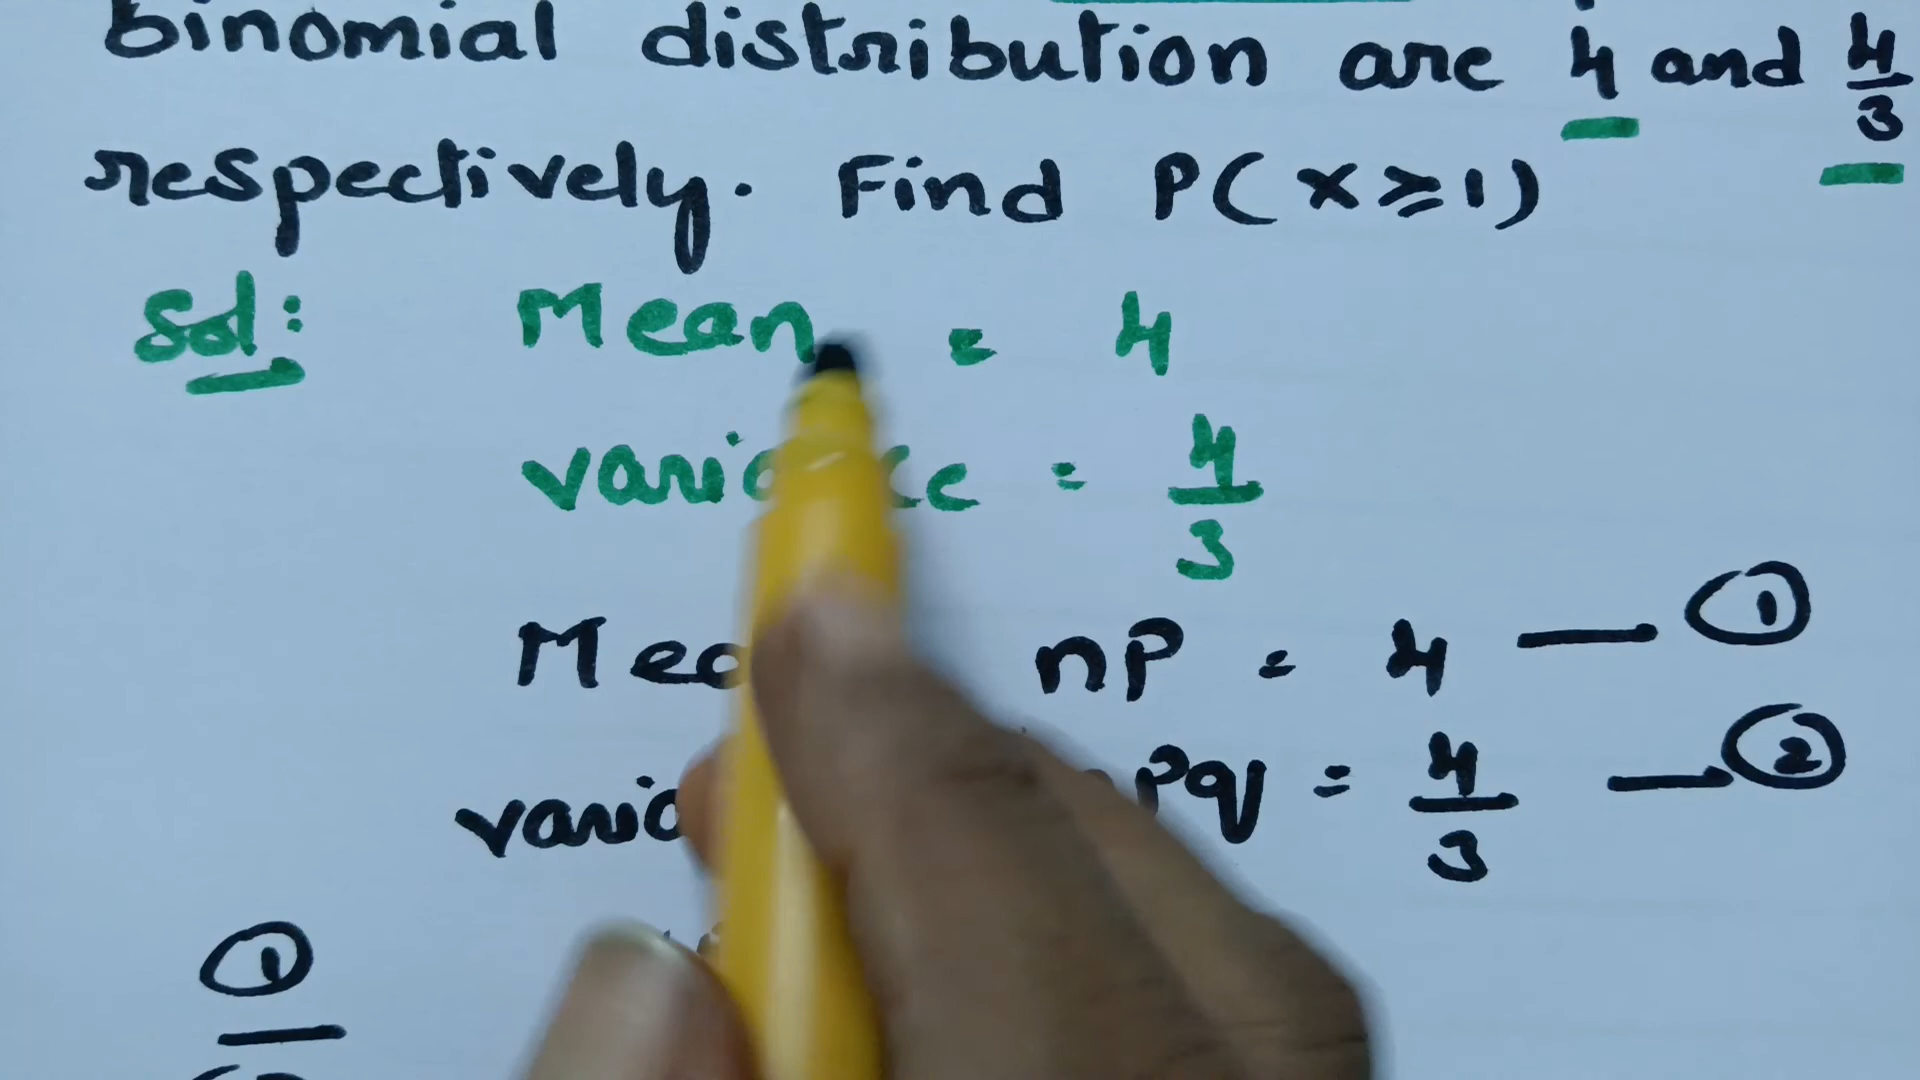 binomial distribution are 4 and 4/3
respectively. Find P(x≥1)
Sol: Mean = 4
= 4/3
nP = 4 — ①
Pq = 4/3 — ②
①